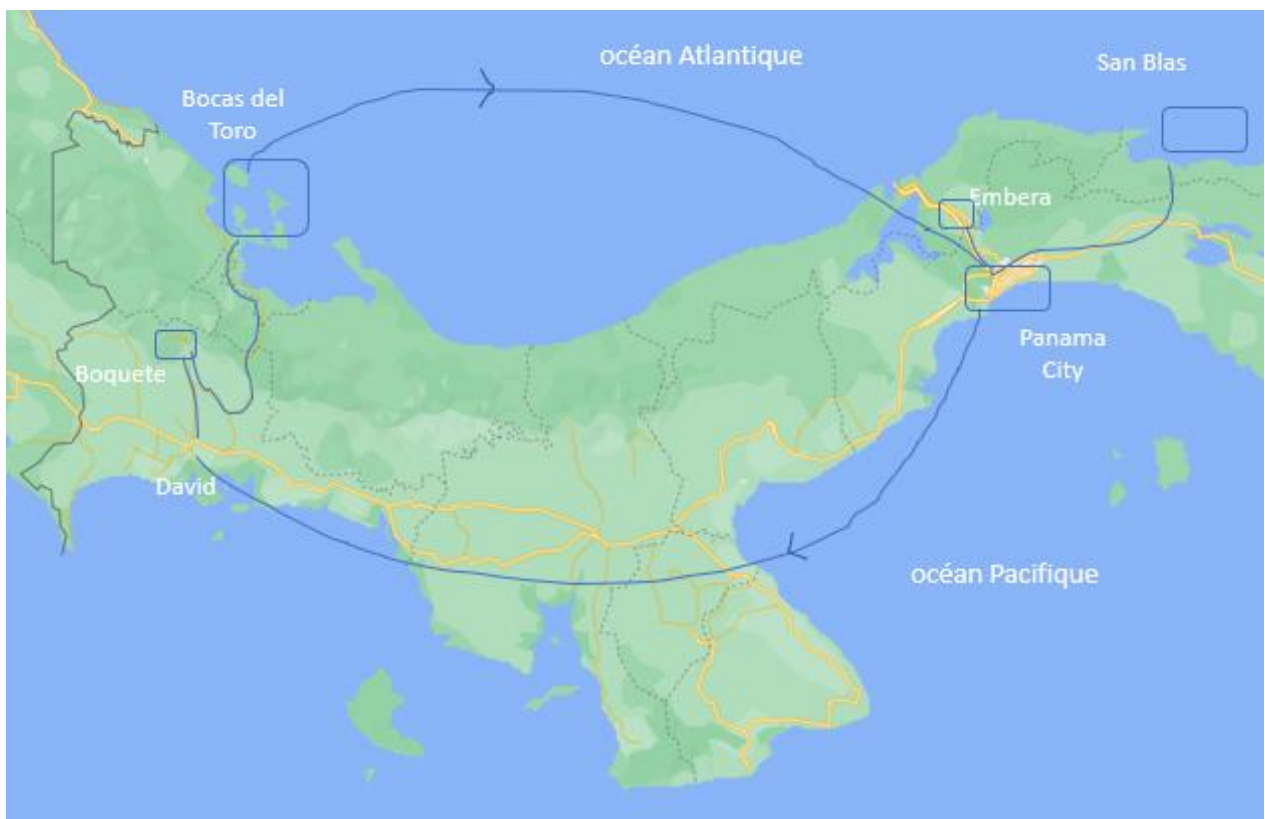 océan Atlantique
San Blas
Bocas del
Toro
Embera
Panama
City
Boquete
David
océan Pacifique